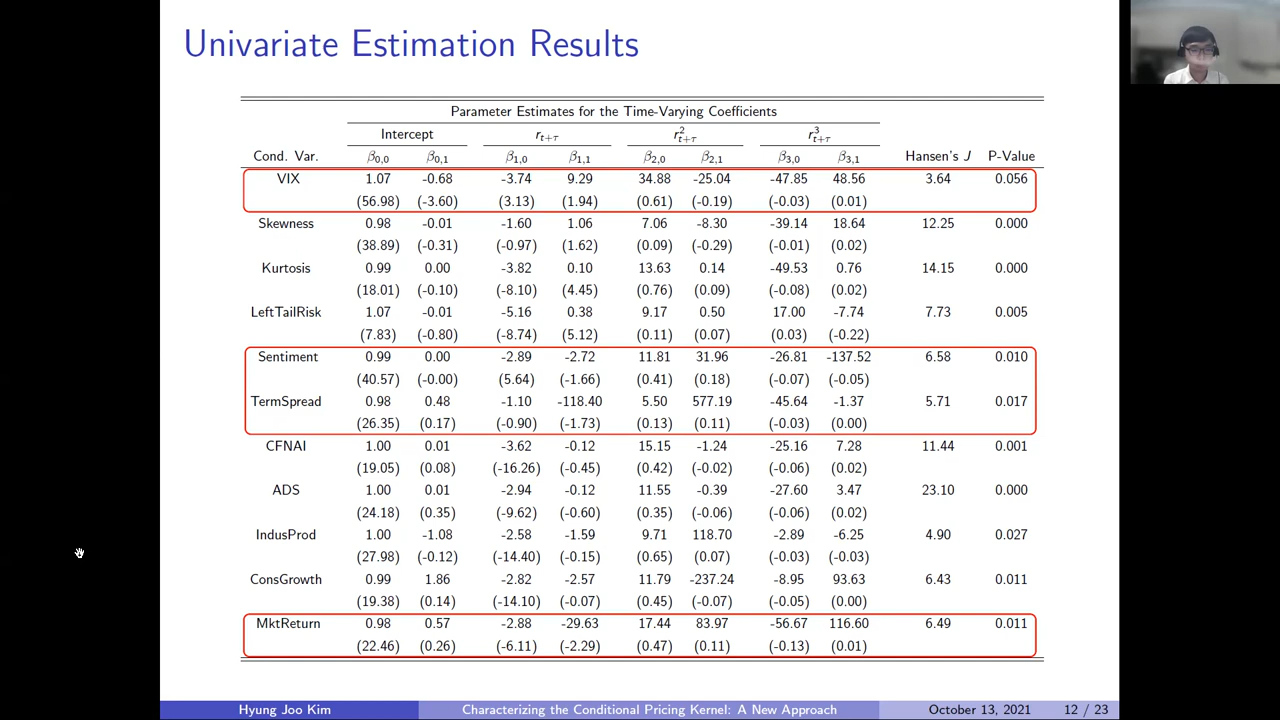 Univariate Estimation Results
Parameter Estimates for the Time-Varying Coefficients
Intercept r_{t+τ} r²_{t+τ} r³_{t+τ}
Cond. Var. β_{0,0} β_{0,1} β_{1,0} β_{1,1} β_{2,0} β_{2,1} β_{3,0} β_{3,1} Hansen's J P-Value
VIX 1.07 -0.68 -3.74 9.29 34.88 -25.04 -47.85 48.56 3.64 0.056
(56.98) (-3.60) (3.13) (1.94) (0.61) (-0.19) (-0.03) (0.01)
Skewness 0.98 -0.01 -1.60 1.06 7.06 -8.30 -39.14 18.64 12.25 0.000
(38.89) (-0.31) (-0.97) (1.62) (0.09) (-0.29) (-0.01) (0.02)
Kurtosis 0.99 0.00 -3.82 0.10 13.63 0.14 -49.53 0.76 14.15 0.000
(18.01) (-0.10) (-8.10) (4.45) (0.76) (0.09) (-0.08) (0.02)
LeftTailRisk 1.07 -0.01 -5.16 0.38 9.17 0.50 17.00 -7.74 7.73 0.005
(7.83) (-0.80) (-8.74) (5.12) (0.11) (0.07) (0.03) (-0.22)
Sentiment 0.99 0.00 -2.89 -2.72 11.81 31.96 -26.81 -137.52 6.58 0.010
(40.57) (-0.00) (5.64) (-1.66) (0.41) (0.18) (-0.07) (-0.05)
TermSpread 0.98 0.48 -1.10 -118.40 5.50 577.19 -45.64 -1.37 5.71 0.017
(26.35) (0.17) (-0.90) (-1.73) (0.13) (0.11) (-0.03) (0.00)
CFNAI 1.00 0.01 -3.62 -0.12 15.15 -1.24 -25.16 7.28 11.44 0.001
(19.05) (0.08) (-16.26) (-0.45) (0.42) (-0.02) (-0.06) (0.02)
ADS 1.00 0.01 -2.94 -0.12 11.55 -0.39 -27.60 3.47 23.10 0.000
(24.18) (0.35) (-9.62) (-0.60) (0.35) (-0.06) (-0.06) (0.02)
IndusProd 1.00 -1.08 -2.58 -1.59 9.71 118.70 -2.89 -6.25 4.90 0.027
(27.98) (-0.12) (-14.40) (-0.15) (0.65) (0.07) (-0.03) (-0.03)
ConsGrowth 0.99 1.86 -2.82 -2.57 11.79 -237.24 -8.95 93.63 6.43 0.011
(19.38) (0.14) (-14.10) (-0.07) (0.45) (-0.07) (-0.05) (0.00)
MktReturn 0.98 0.57 -2.88 -29.63 17.44 83.97 -56.67 116.60 6.49 0.011
(22.46) (0.26) (-6.11) (-2.29) (0.47) (0.11) (-0.13) (0.01)
Hyung Joo Kim Characterizing the Conditional Pricing Kernel: A New Approach October 13, 2021 12 / 23